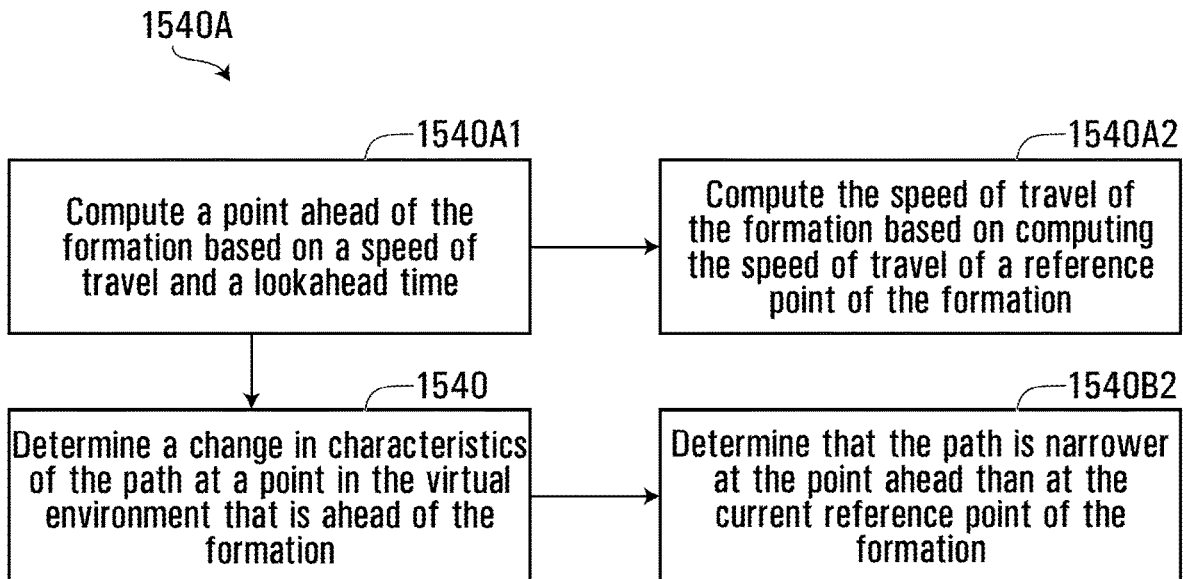 1540A
1540A1
Compute a point ahead of the
formation based on a speed of
travel and a lookahead time
1540A2
Compute the speed of travel of
the formation based on computing
the speed of travel of a reference
point of the formation
1540
Determine a change in characteristics
of the path at a point in the virtual
environment that is ahead of the
formation
1540B2
Determine that the path is narrower
at the point ahead than at the
current reference point of the
formation